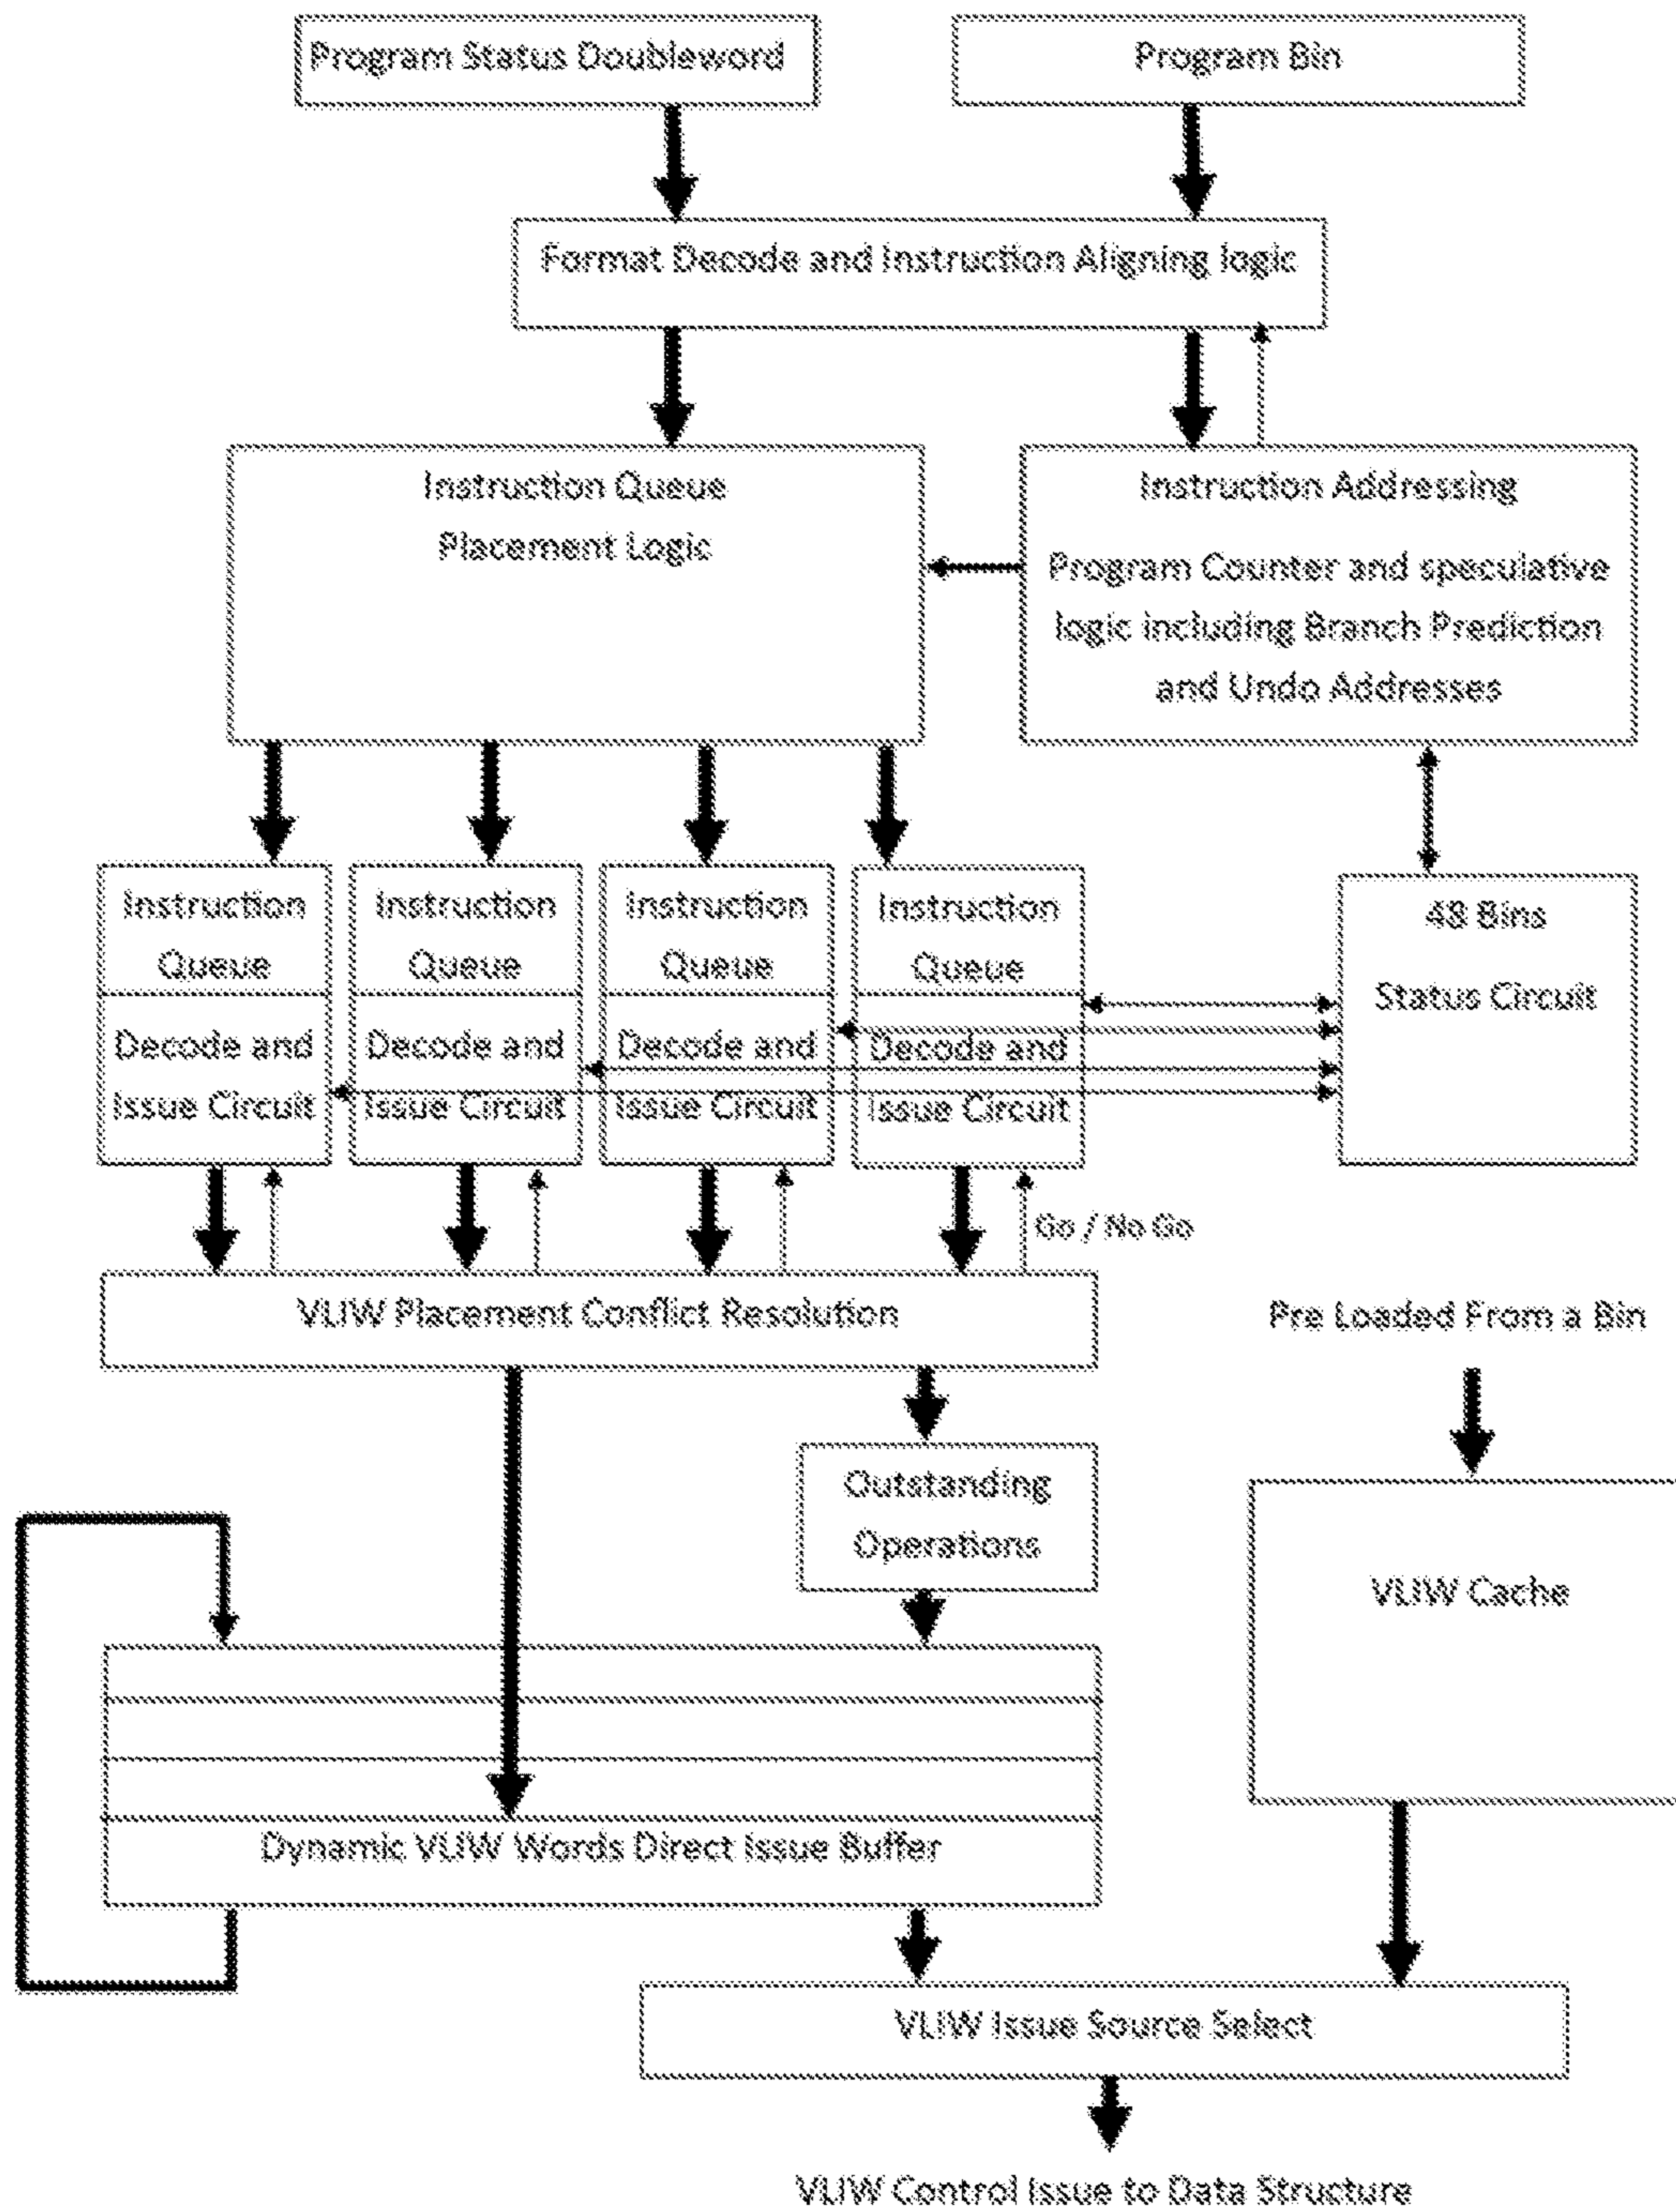 Program Status Doubleword
Program Bin
Format Decode and Instruction Aligning logic
Instruction Queue
Placement Logic
Instruction Addressing
Program Counter and speculative
logic including Branch Prediction
and Undo Addresses
Instruction
Queue
Decode and
Issue Circuit
Instruction
Queue
Decode and
Issue Circuit
Instruction
Queue
Decode and
Issue Circuit
Instruction
Queue
Decode and
Issue Circuit
48 Bins
Status Circuit
Go / No Go
VLIW Placement Conflict Resolution
Pre Loaded From a Bin
Outstanding
Operations
VLIW Cache
Dynamic VLIW Words Direct Issue Buffer
VLIW Issue Source Select
VLIW Control Issue to Data Structure